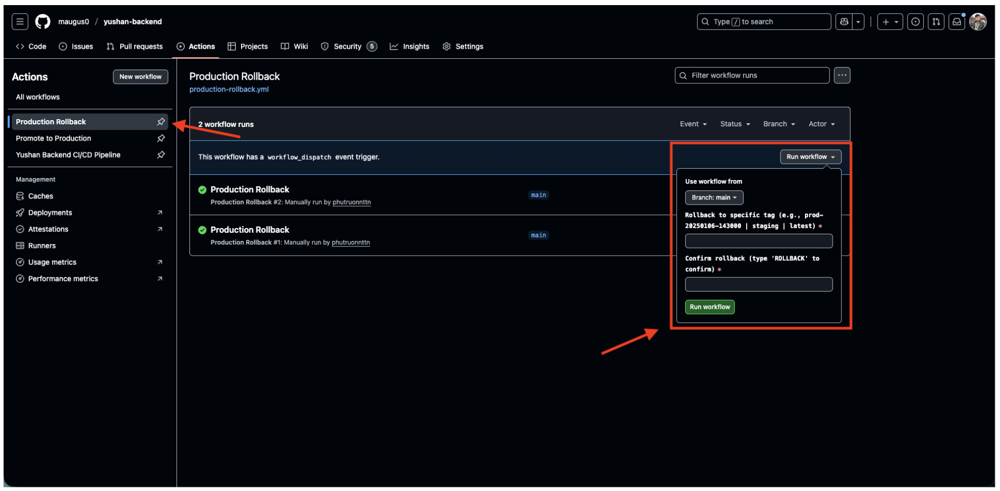 maugus0 / yushan-backend
Type / to search
Code
Issues
Pull requests
Actions
Projects
Wiki
Security 5
Insights
Settings
Actions
New workflow
All workflows
Production Rollback
Promote to Production
Yushan Backend CI/CD Pipeline
Management
Caches
Deployments
Attestations
Runners
Usage metrics
Performance metrics
Production Rollback
production-rollback.yml
Filter workflow runs
2 workflow runs
Event
Status
Branch
Actor
This workflow has a workflow_dispatch event trigger.
Run workflow
Production Rollback
Production Rollback #2: Manually run by phutruonnttn
main
Production Rollback
Production Rollback #1: Manually run by phutruonnttn
main
Use workflow from
Branch: main
Rollback to specific tag (e.g., prod-
20250106-143000 | staging | latest) *
Confirm rollback (type 'ROLLBACK' to
confirm) *
Run workflow